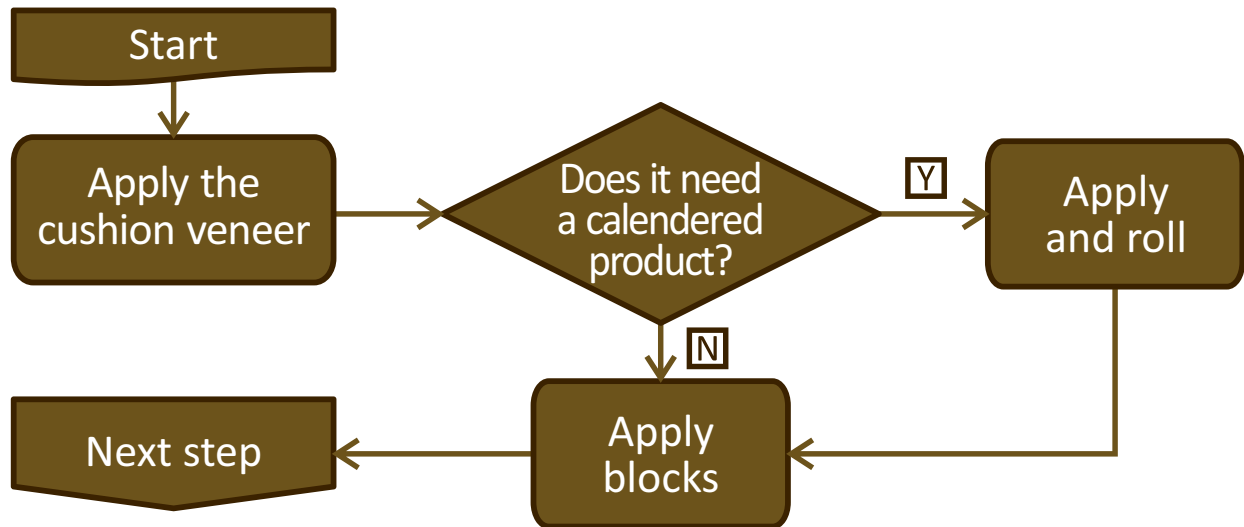 Start
Apply the
cushion veneer
Does it need
a calendered
product?
Y
Apply
and roll
N
Apply
blocks
Next step